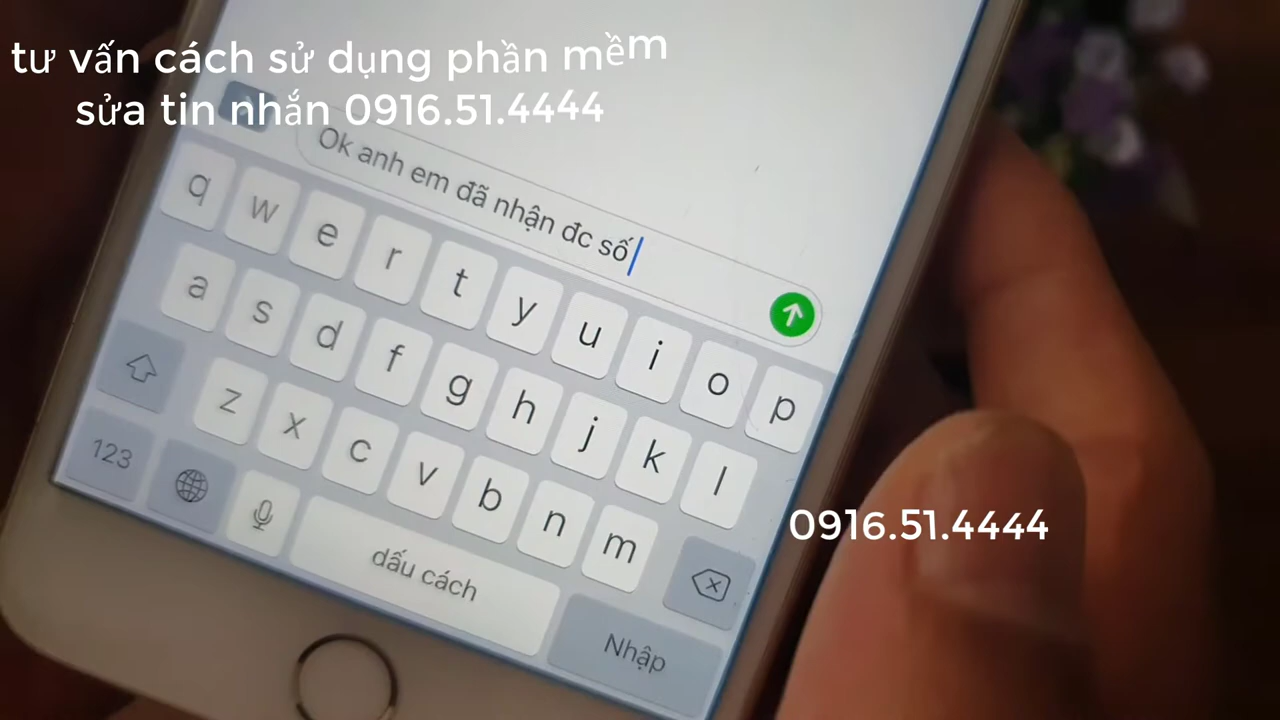 tư vấn cách sử dụng phần mềm
sửa tin nhắn 0916.51.4444
Ok anh em đã nhận đc số
q w e r t y u i o p
a s d f g h j k l
z x c v b n m
123
dấu cách
Nhập
0916.51.4444